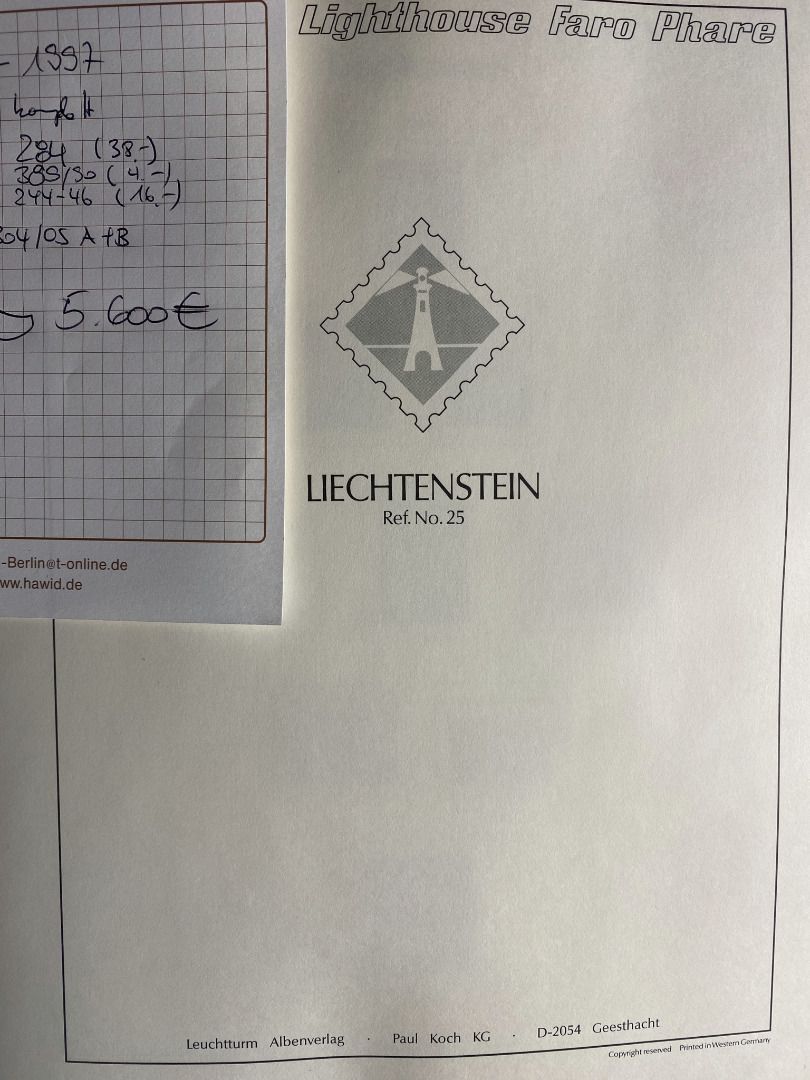 - 1997
komplett
284 (38.-)
389/90 (4.-)
244-46 (16.-)
304/05 A+B
5.600€
-Berlin@t-online.de
ww.hawid.de
Lighthouse Faro Phare
LIECHTENSTEIN
Ref. No. 25
Leuchtturm Albenverlag · Paul Koch KG · D-2054 Geesthacht
Copyright reserved Printed in Western Germany